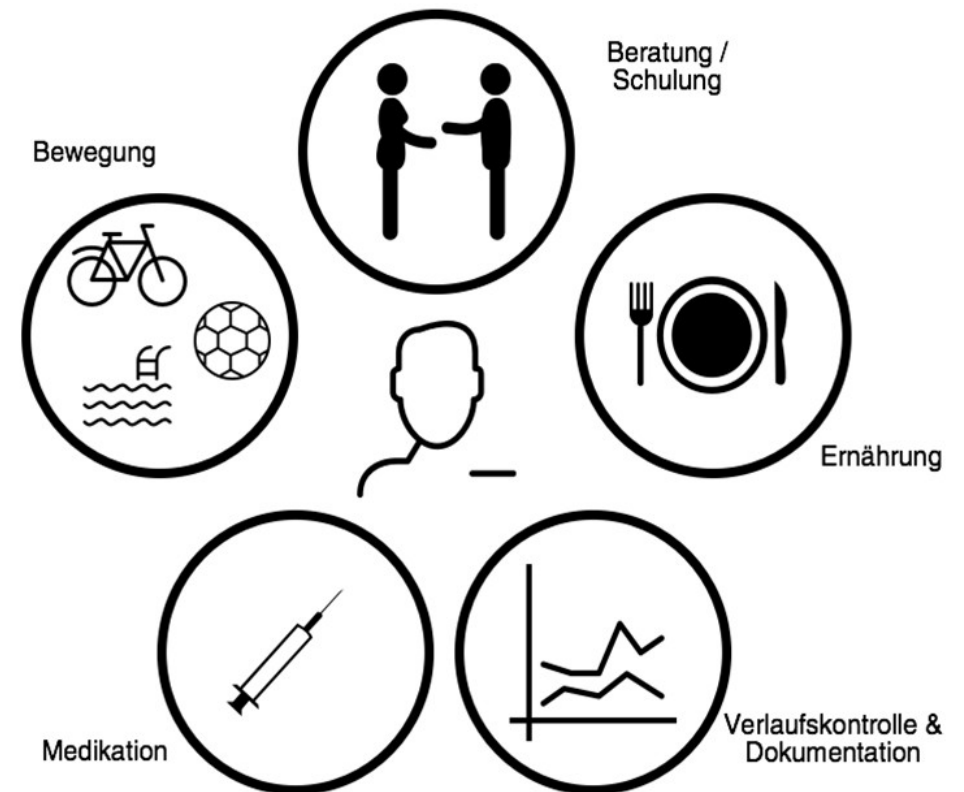 Beratung /
Schulung
Bewegung
Ernährung
Verlaufskontrolle &
Dokumentation
Medikation